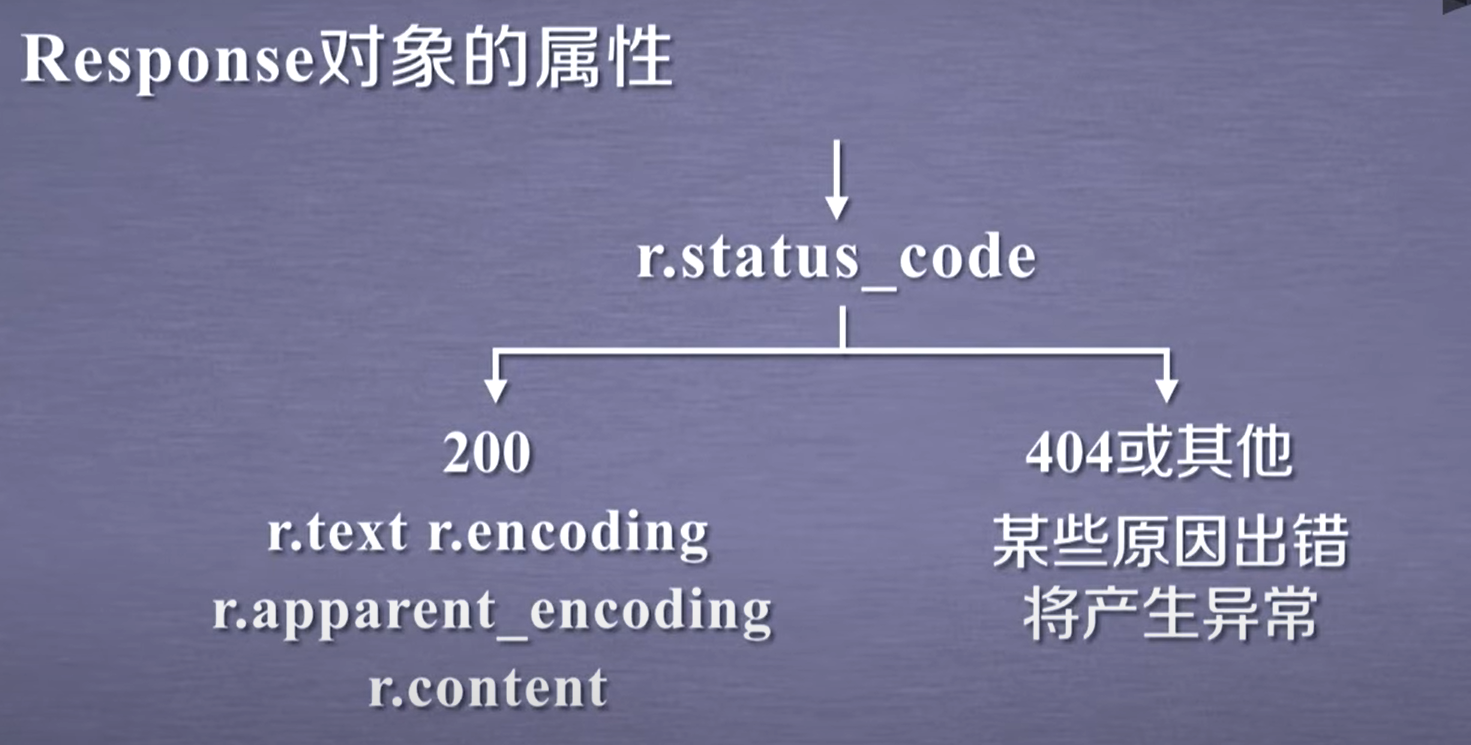 Response对象的属性
r.status_code
200
r.text r.encoding
r.apparent_encoding
r.content
404或其他
某些原因出错
将产生异常